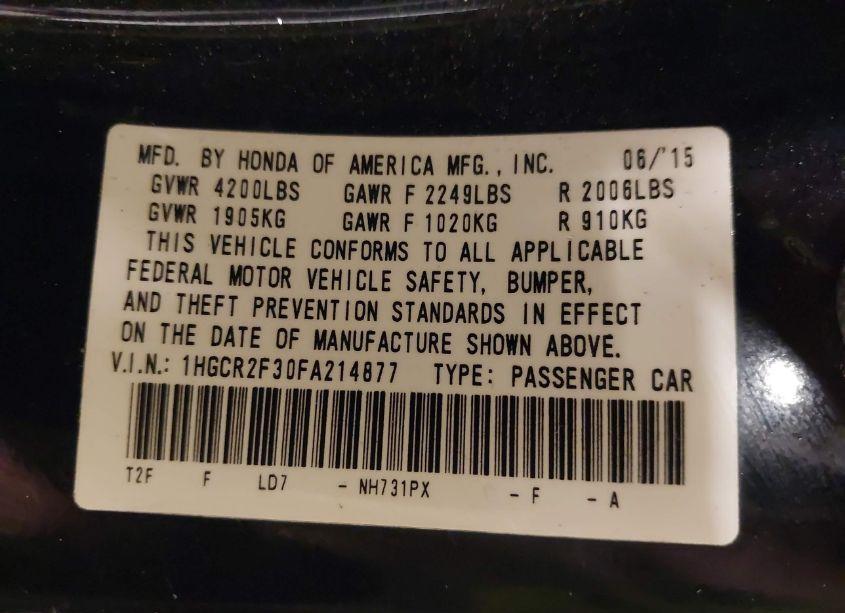 MFD. BY HONDA OF AMERICA MFG., INC. 06/'15
GVWR 4200LBS GAWR F 2249LBS R 2006LBS
GVWR 1905KG GAWR F 1020KG R 910KG
THIS VEHICLE CONFORMS TO ALL APPLICABLE
FEDERAL MOTOR VEHICLE SAFETY, BUMPER,
AND THEFT PREVENTION STANDARDS IN EFFECT
ON THE DATE OF MANUFACTURE SHOWN ABOVE.
V.I.N.: 1HGCR2F30FA214877 TYPE: PASSENGER CAR
T2F F LD7 - NH731PX - F - A